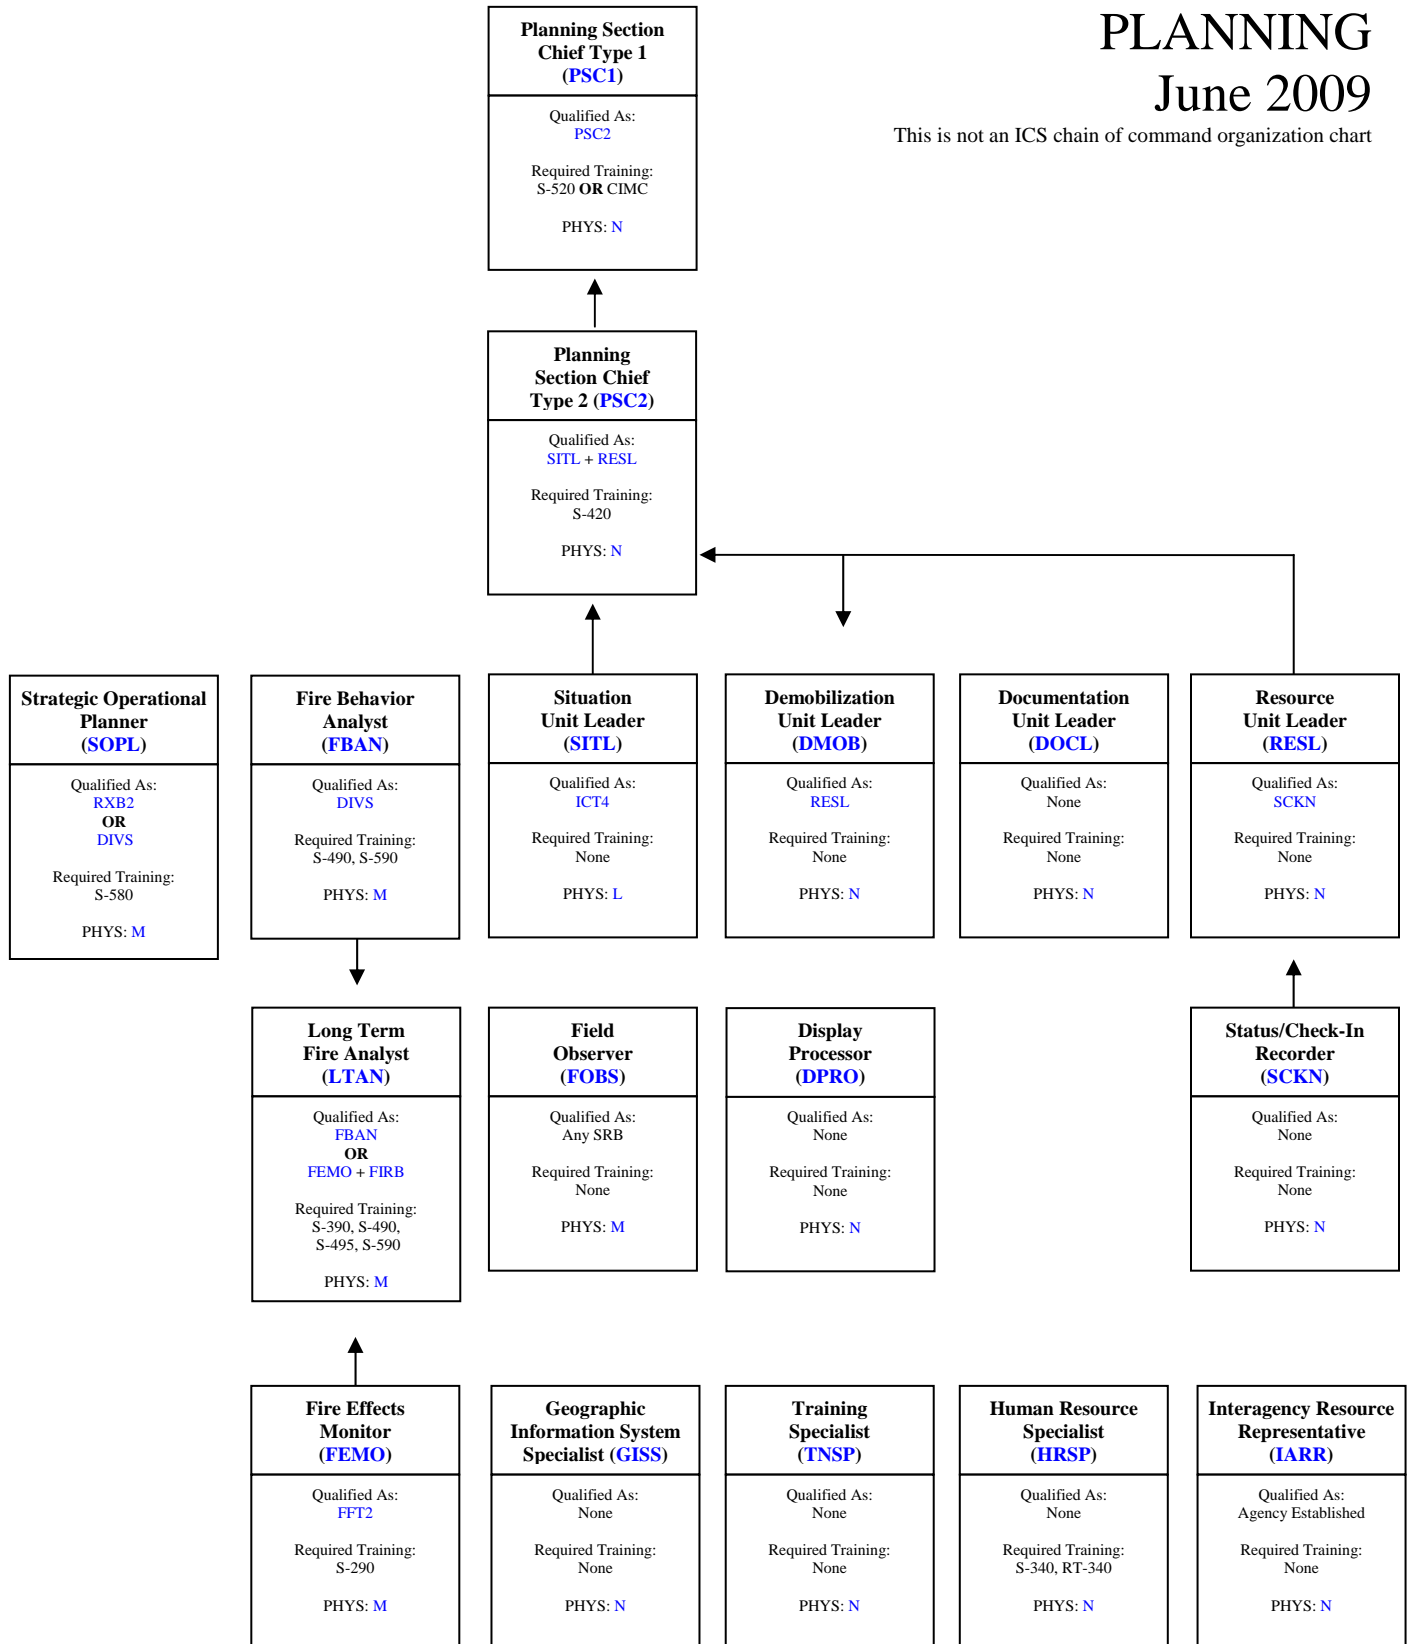 PLANNING
June 2009
This is not an ICS chain of command organization chart
Planning Section
Chief Type 1
(PSC1)
Qualified As:
PSC2
Required Training:
S-520 OR CIMC
PHYS: N
Planning
Section Chief
Type 2 (PSC2)
Qualified As:
SITL + RESL
Required Training:
S-420
PHYS: N
Strategic Operational
Planner
(SOPL)
Qualified As:
RXB2
OR
DIVS
Required Training:
S-580
PHYS: M
Fire Behavior
Analyst
(FBAN)
Qualified As:
DIVS
Required Training:
S-490, S-590
PHYS: M
Situation
Unit Leader
(SITL)
Qualified As:
ICT4
Required Training:
None
PHYS: L
Demobilization
Unit Leader
(DMOB)
Qualified As:
RESL
Required Training:
None
PHYS: N
Documentation
Unit Leader
(DOCL)
Qualified As:
None
Required Training:
None
PHYS: N
Resource
Unit Leader
(RESL)
Qualified As:
SCKN
Required Training:
None
PHYS: N
Long Term
Fire Analyst
(LTAN)
Qualified As:
FBAN
OR
FEMO + FIRB
Required Training:
S-390, S-490,
S-495, S-590
PHYS: M
Field
Observer
(FOBS)
Qualified As:
Any SRB
Required Training:
None
PHYS: M
Display
Processor
(DPRO)
Qualified As:
None
Required Training:
None
PHYS: N
Status/Check-In
Recorder
(SCKN)
Qualified As:
None
Required Training:
None
PHYS: N
Fire Effects
Monitor
(FEMO)
Qualified As:
FFT2
Required Training:
S-290
PHYS: M
Geographic
Information System
Specialist (GISS)
Qualified As:
None
Required Training:
None
PHYS: N
Training
Specialist
(TNSP)
Qualified As:
None
Required Training:
None
PHYS: N
Human Resource
Specialist
(HRSP)
Qualified As:
None
Required Training:
S-340, RT-340
PHYS: N
Interagency Resource
Representative
(IARR)
Qualified As:
Agency Established
Required Training:
None
PHYS: N